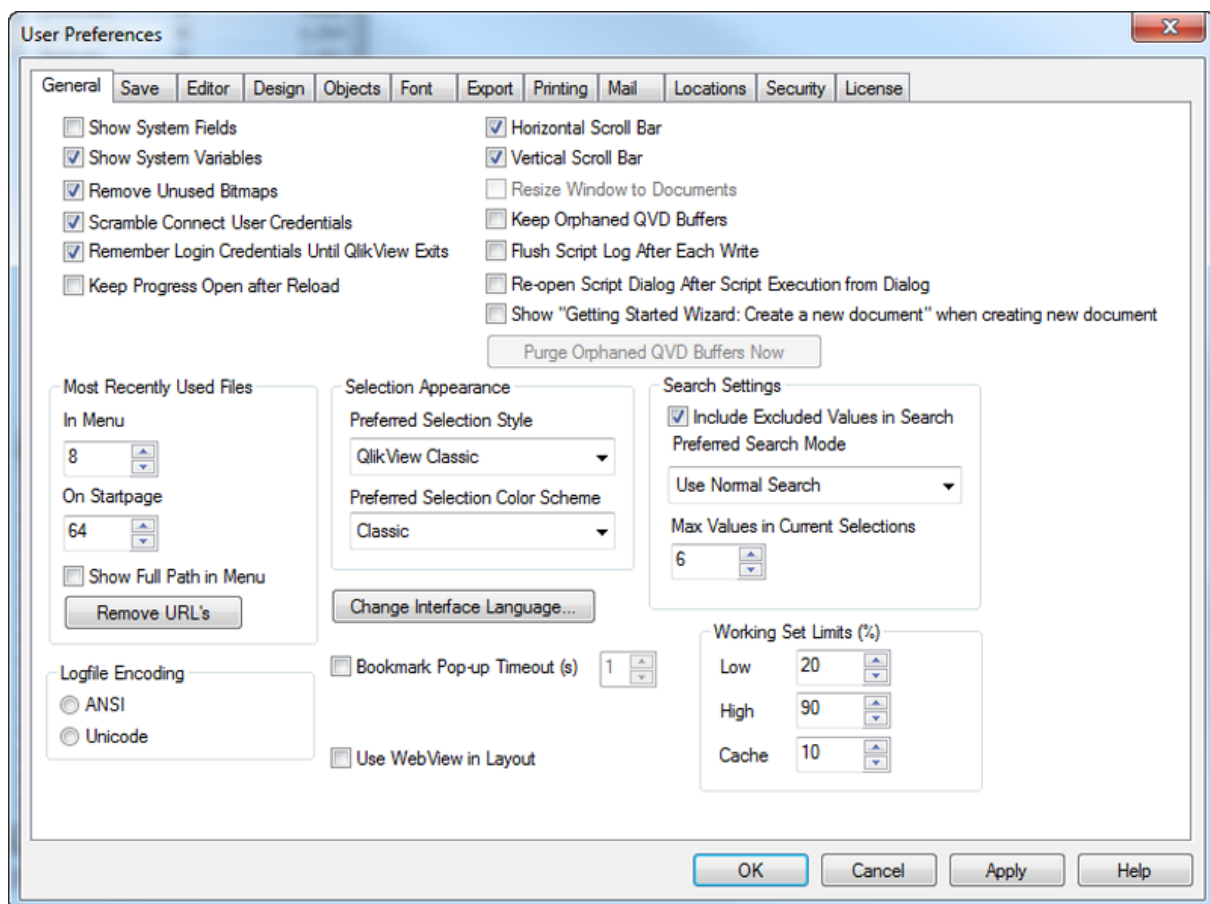 User Preferences
General Save Editor Design Objects Font Export Printing Mail Locations Security License
Show System Fields
Show System Variables
Remove Unused Bitmaps
Scramble Connect User Credentials
Remember Login Credentials Until QlikView Exits
Keep Progress Open after Reload
Horizontal Scroll Bar
Vertical Scroll Bar
Resize Window to Documents
Keep Orphaned QVD Buffers
Flush Script Log After Each Write
Re-open Script Dialog After Script Execution from Dialog
Show "Getting Started Wizard: Create a new document" when creating new document
Purge Orphaned QVD Buffers Now
Most Recently Used Files
In Menu
8
On Startpage
64
Show Full Path in Menu
Remove URL's
Selection Appearance
Preferred Selection Style
QlikView Classic
Preferred Selection Color Scheme
Classic
Search Settings
Include Excluded Values in Search
Preferred Search Mode
Use Normal Search
Max Values in Current Selections
6
Change Interface Language...
Logfile Encoding
ANSI
Unicode
Bookmark Pop-up Timeout (s) 1
Use WebView in Layout
Working Set Limits (%)
Low 20
High 90
Cache 10
OK Cancel Apply Help